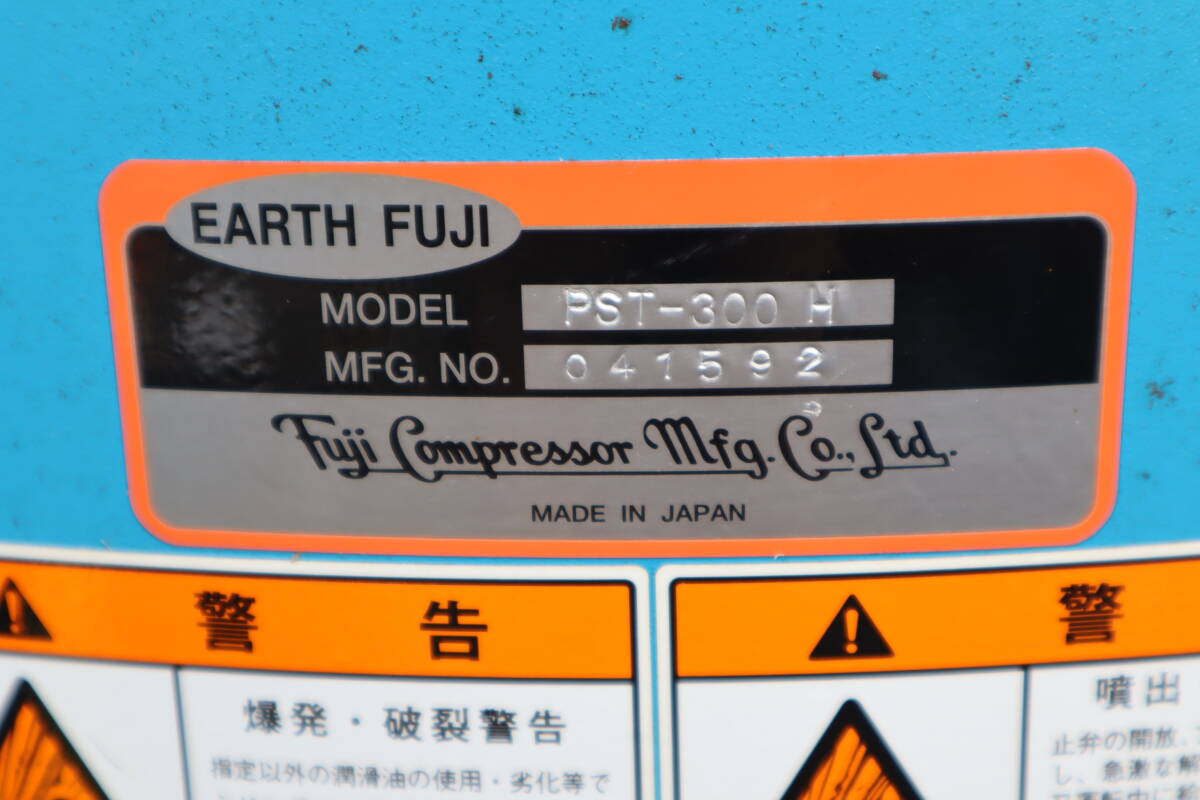 EARTH FUJI
MODEL PST-300 H
MFG. NO. 041592
Fuji Compressor Mfg. Co., Ltd.
MADE IN JAPAN
警告
爆発・破裂警告
指定以外の潤滑油の使用・劣化等で
警
噴出
止弁の開放、
し、急激な解